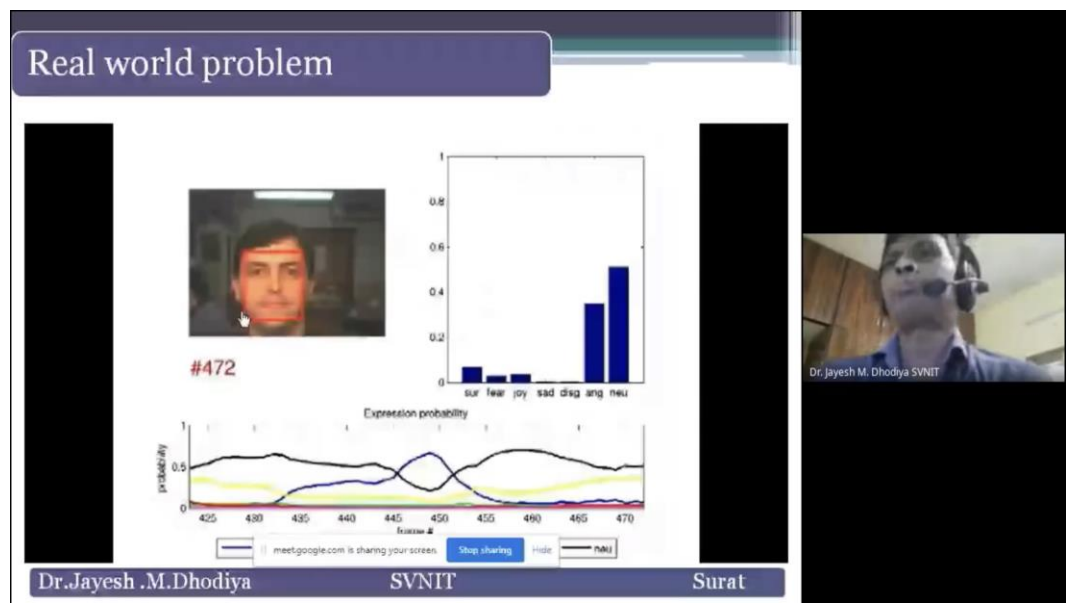 Real world problem
#472
1
0.8
0.6
0.4
0.2
0
sur fear joy sad disg ang neu
Expression probability
probability
1
0.5
0
425 430 435 440 445 450 455 460 465 470
frame #
meet.google.com is sharing your screen. Stop sharing Hide
neu
Dr.Jayesh .M.Dhodiya SVNIT Surat
Dr. Jayesh M. Dhodiya SVNIT